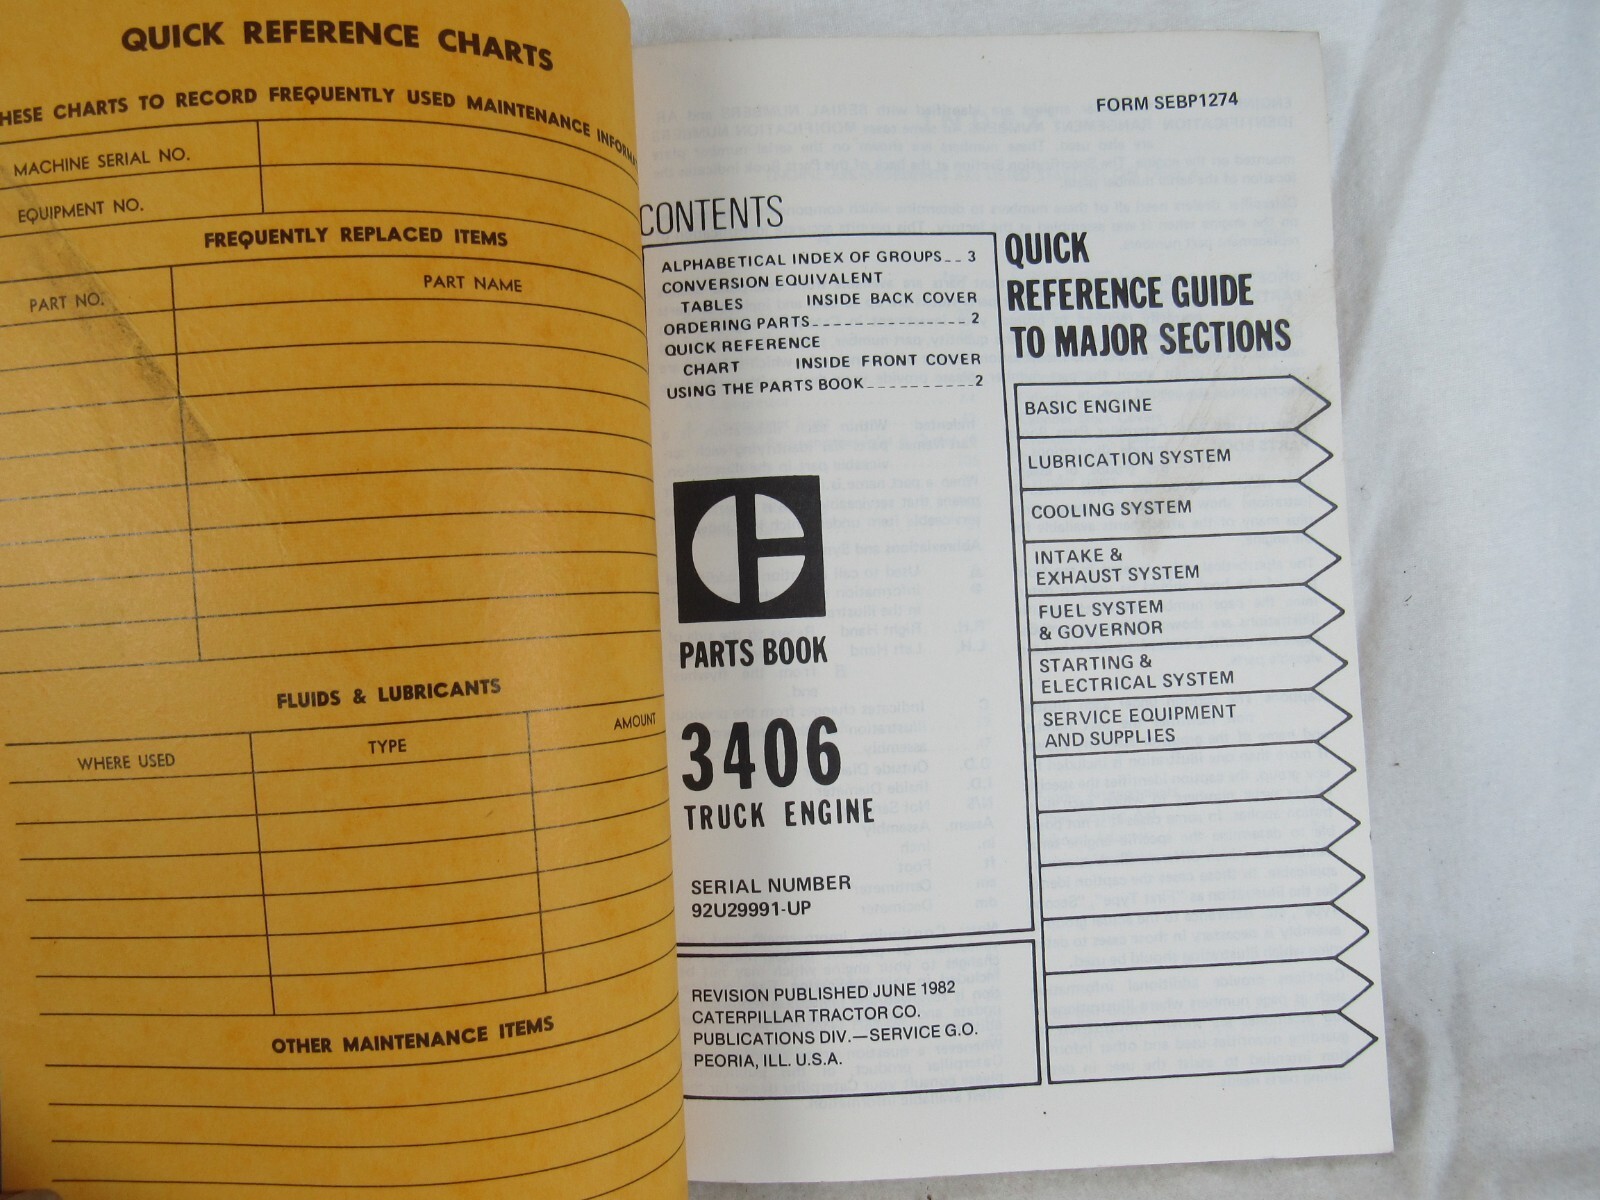 QUICK REFERENCE CHARTS
THESE CHARTS TO RECORD FREQUENTLY USED MAINTENANCE
MACHINE SERIAL NO.
EQUIPMENT NO.
FREQUENTLY REPLACED ITEMS
PART NO.
PART NAME
FLUIDS & LUBRICANTS
WHERE USED
TYPE
AMOUNT
OTHER MAINTENANCE ITEMS
FORM SEBP1274
CONTENTS
ALPHABETICAL INDEX OF GROUPS__ 3
CONVERSION EQUIVALENT
TABLES INSIDE BACK COVER
ORDERING PARTS_______________ 2
QUICK REFERENCE
CHART INSIDE FRONT COVER
USING THE PARTS BOOK__________2
PARTS BOOK
3406
TRUCK ENGINE
SERIAL NUMBER
92U29991-UP
REVISION PUBLISHED JUNE 1982
CATERPILLAR TRACTOR CO.
PUBLICATIONS DIV.—SERVICE G.O.
PEORIA, ILL. U.S.A.
QUICK
REFERENCE GUIDE
TO MAJOR SECTIONS
BASIC ENGINE
LUBRICATION SYSTEM
COOLING SYSTEM
INTAKE &
EXHAUST SYSTEM
FUEL SYSTEM
& GOVERNOR
STARTING &
ELECTRICAL SYSTEM
SERVICE EQUIPMENT
AND SUPPLIES